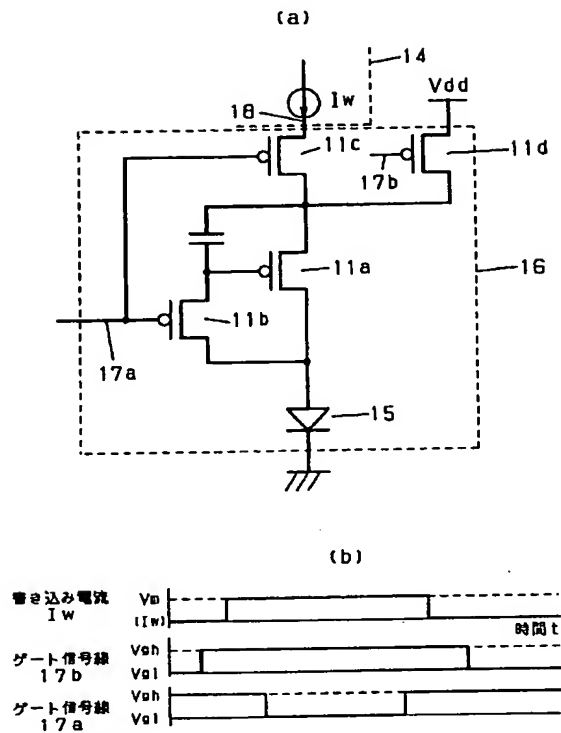 (a)
14
Iw
18
Vdd
11c
11d
17b
11a
16
11b
17a
15
(b)
書き込み電流 Vm
Iw (Iw)
時間t
ゲート信号線 Vgh
17b Vgl
ゲート信号線 Vgh
17a Vgl